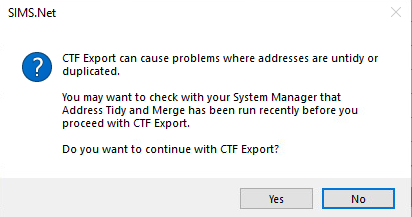 SIMS.Net
CTF Export can cause problems where addresses are untidy or
duplicated.
You may want to check with your System Manager that
Address Tidy and Merge has been run recently before you
proceed with CTF Export.
Do you want to continue with CTF Export?
Yes
No